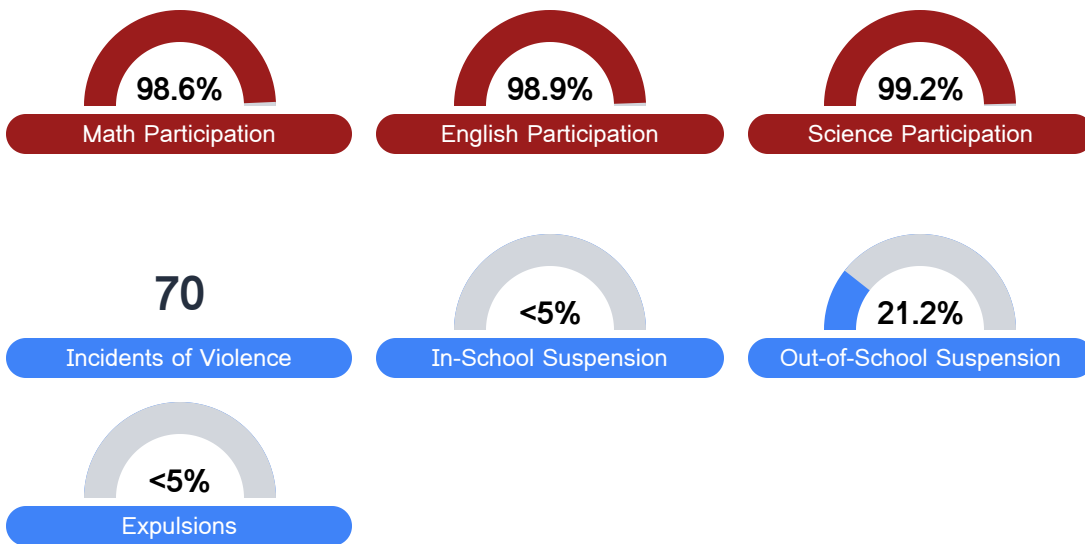 98.6%
Math Participation
98.9%
English Participation
99.2%
Science Participation
70
Incidents of Violence
<5%
In-School Suspension
21.2%
Out-of-School Suspension
<5%
Expulsions